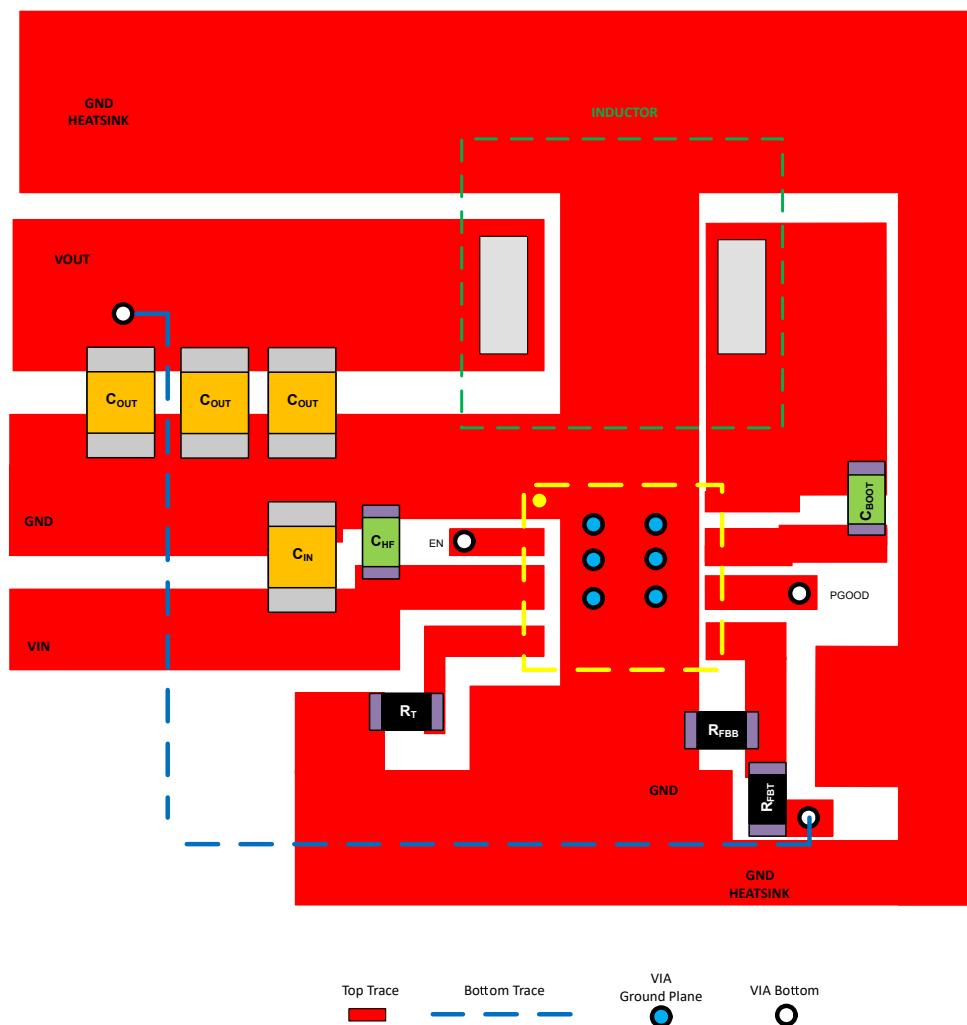 GND
HEATSINK
INDUCTOR
VOUT
COUT
COUT
COUT
CBOOT
GND
CIN
CHF
EN
PGOOD
VIN
RT
RFBB
GND
RFBT
GND
HEATSINK
Top Trace
Bottom Trace
VIA
Ground Plane
VIA Bottom